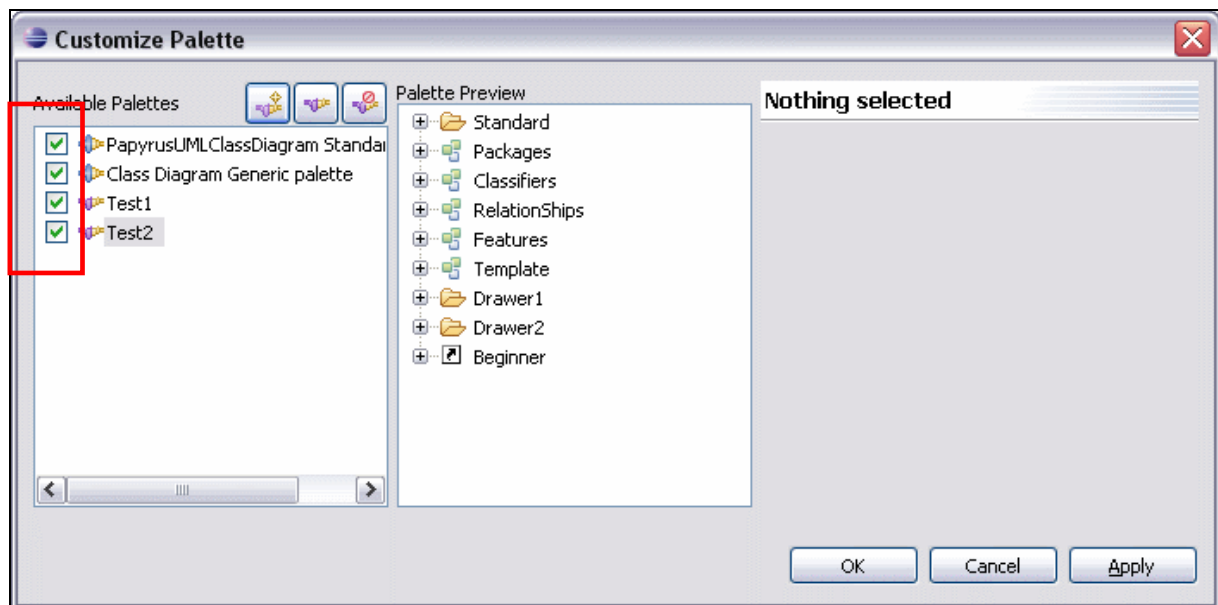 Customize Palette
Available Palettes
PapyrusUMLClassDiagram Standar
Class Diagram Generic palette
Test1
Test2
Palette Preview
Standard
Packages
Classifiers
RelationShips
Features
Template
Drawer1
Drawer2
Beginner
Nothing selected
OK
Cancel
Apply